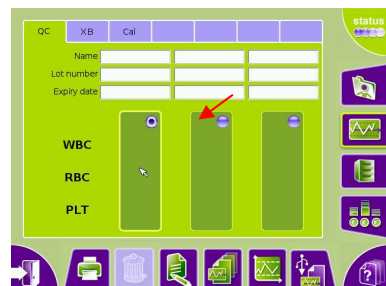 status
QC XB Cal
Name
Lot number
Expiry date
WBC
RBC
PLT